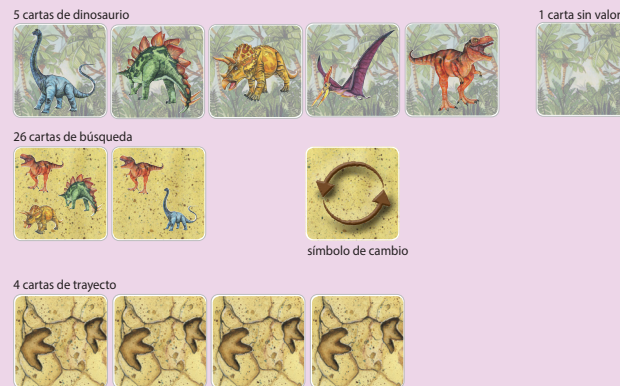 5 cartas de dinosaurio
1 carta sin valor
26 cartas de búsqueda
símbolo de cambio
4 cartas de trayecto